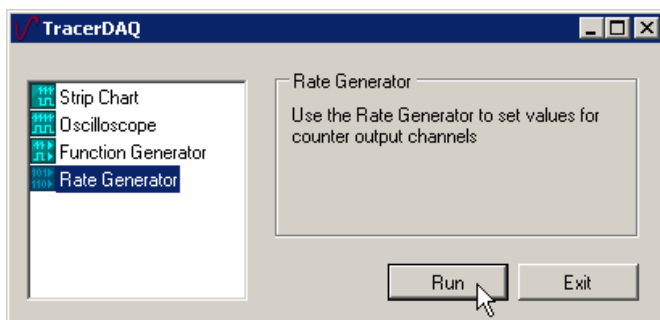 TracerDAQ
Strip Chart
Oscilloscope
Function Generator
Rate Generator
Rate Generator
Use the Rate Generator to set values for
counter output channels
Run
Exit